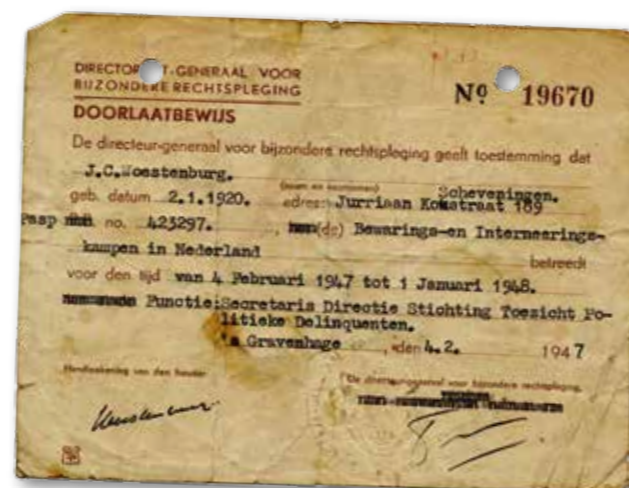 DIRECTORAAT-GENERAAL VOOR
BIJZONDERE RECHTSPLEGING
Nº 19670
DOORLAATBEWIJS
De directeur-generaal voor bijzondere rechtspleging geeft toestemming dat
J.C.Woestenburg.
(naam en voornamen)
Scheveningen.
geb. datum 2.1.1920. adres: Jurriaan Kokstraat 189
Pasp no. 423297. , (de) Bewarings-en Interneerings-
kampen in Nederland betreedt
voor den tijd van 4 Februari 1947 tot 1 Januari 1948.
Functie:Secretaris Directie Stichting Toezicht Po-
litieke Delinquenten.
's Gravenhage , den 4.2. 1947
Handteekening van den houder
De directeur-generaal voor bijzondere rechtspleging,